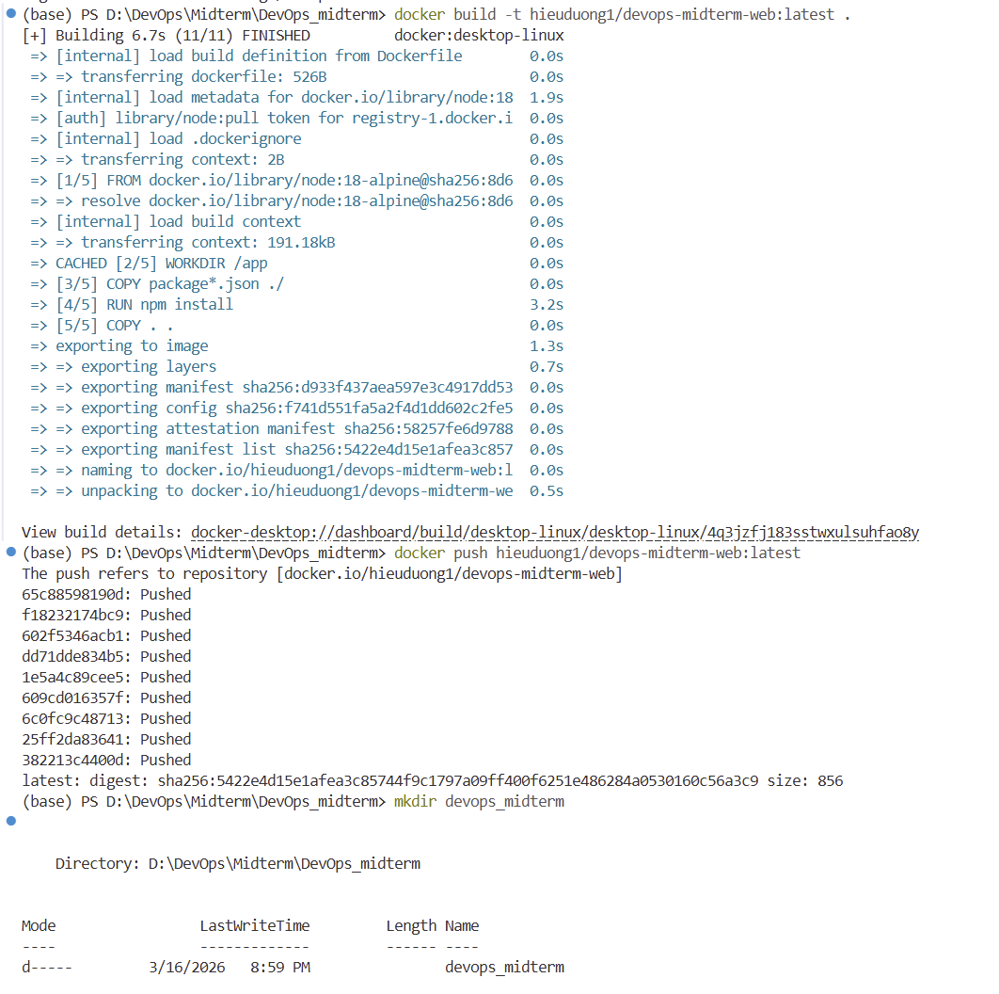 (base) PS D:\DevOps\Midterm\DevOps_midterm> docker build -t hieuduong1/devops-midterm-web:latest .
[+] Building 6.7s (11/11) FINISHED          docker:desktop-linux
 => [internal] load build definition from Dockerfile        0.0s
 => => transferring dockerfile: 526B                        0.0s
 => [internal] load metadata for docker.io/library/node:18  1.9s
 => [auth] library/node:pull token for registry-1.docker.i  0.0s
 => [internal] load .dockerignore                           0.0s
 => => transferring context: 2B                             0.0s
 => [1/5] FROM docker.io/library/node:18-alpine@sha256:8d6  0.0s
 => => resolve docker.io/library/node:18-alpine@sha256:8d6  0.0s
 => [internal] load build context                           0.0s
 => => transferring context: 191.18kB                       0.0s
 => CACHED [2/5] WORKDIR /app                               0.0s
 => [3/5] COPY package*.json ./                             0.0s
 => [4/5] RUN npm install                                   3.2s
 => [5/5] COPY . .                                          0.0s
 => exporting to image                                      1.3s
 => => exporting layers                                     0.7s
 => => exporting manifest sha256:d933f437aea597e3c4917dd53  0.0s
 => => exporting config sha256:f741d551fa5a2f4d1dd602c2fe5  0.0s
 => => exporting attestation manifest sha256:58257fe6d9788  0.0s
 => => exporting manifest list sha256:5422e4d15e1afea3c857  0.0s
 => => naming to docker.io/hieuduong1/devops-midterm-web:l  0.0s
 => => unpacking to docker.io/hieuduong1/devops-midterm-we  0.5s
View build details: docker-desktop://dashboard/build/desktop-linux/desktop-linux/4q3jzfj183sstwxulsuhfao8y
(base) PS D:\DevOps\Midterm\DevOps_midterm> docker push hieuduong1/devops-midterm-web:latest
The push refers to repository [docker.io/hieuduong1/devops-midterm-web]
65c88598190d: Pushed
f18232174bc9: Pushed
602f5346acb1: Pushed
dd71dde834b5: Pushed
1e5a4c89cee5: Pushed
609cd016357f: Pushed
6c0fc9c48713: Pushed
25ff2da83641: Pushed
382213c4400d: Pushed
latest: digest: sha256:5422e4d15e1afea3c85744f9c1797a09ff400f6251e486284a0530160c56a3c9 size: 856
(base) PS D:\DevOps\Midterm\DevOps_midterm> mkdir devops_midterm
    Directory: D:\DevOps\Midterm\DevOps_midterm
Mode                 LastWriteTime         Length Name
----                 -------------         ------ ----
d-----         3/16/2026   8:59 PM                devops_midterm